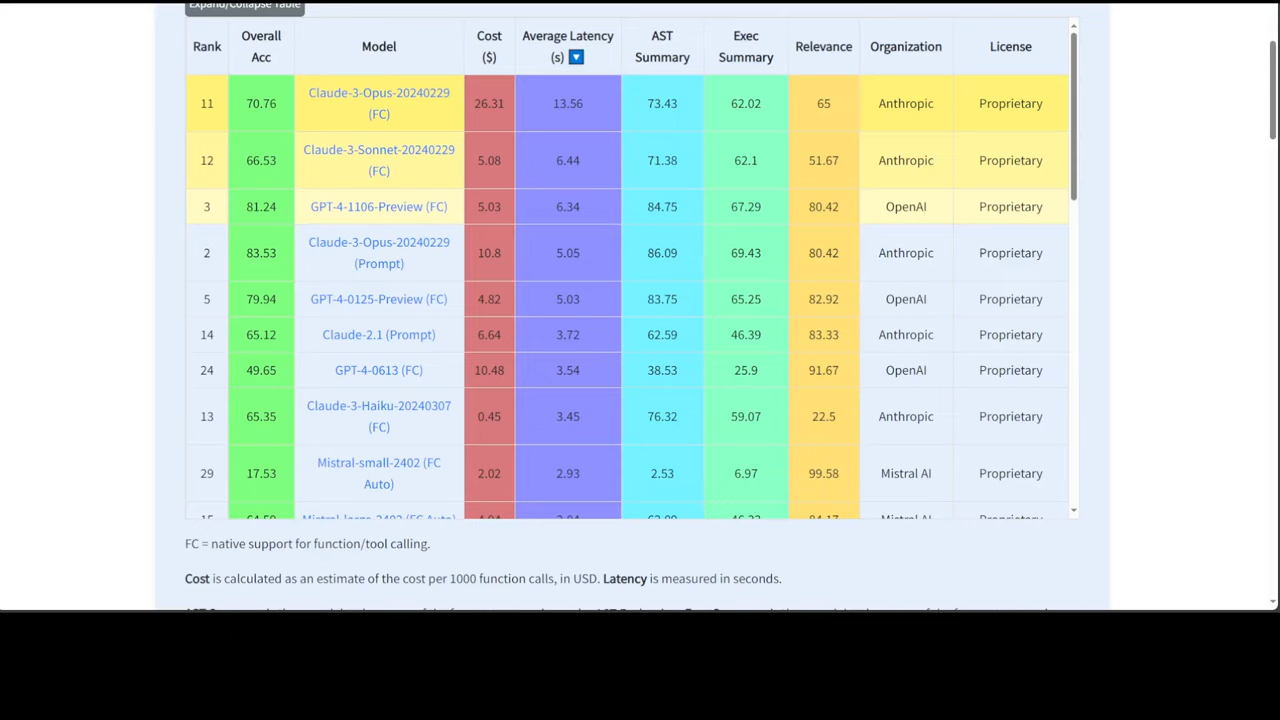 Expand/Collapse Table
Rank Overall Acc Model Cost ($) Average Latency (s) AST Summary Exec Summary Relevance Organization License
11 70.76 Claude-3-Opus-20240229 (FC) 26.31 13.56 73.43 62.02 65 Anthropic Proprietary
12 66.53 Claude-3-Sonnet-20240229 (FC) 5.08 6.44 71.38 62.1 51.67 Anthropic Proprietary
3 81.24 GPT-4-1106-Preview (FC) 5.03 6.34 84.75 67.29 80.42 OpenAI Proprietary
2 83.53 Claude-3-Opus-20240229 (Prompt) 10.8 5.05 86.09 69.43 80.42 Anthropic Proprietary
5 79.94 GPT-4-0125-Preview (FC) 4.82 5.03 83.75 65.25 82.92 OpenAI Proprietary
14 65.12 Claude-2.1 (Prompt) 6.64 3.72 62.59 46.39 83.33 Anthropic Proprietary
24 49.65 GPT-4-0613 (FC) 10.48 3.54 38.53 25.9 91.67 OpenAI Proprietary
13 65.35 Claude-3-Haiku-20240307 (FC) 0.45 3.45 76.32 59.07 22.5 Anthropic Proprietary
29 17.53 Mistral-small-2402 (FC Auto) 2.02 2.93 2.53 6.97 99.58 Mistral AI Proprietary
Mistral-large-2402 (FC Auto) Mistral AI Proprietary
FC = native support for function/tool calling.
Cost is calculated as an estimate of the cost per 1000 function calls, in USD. Latency is measured in seconds.